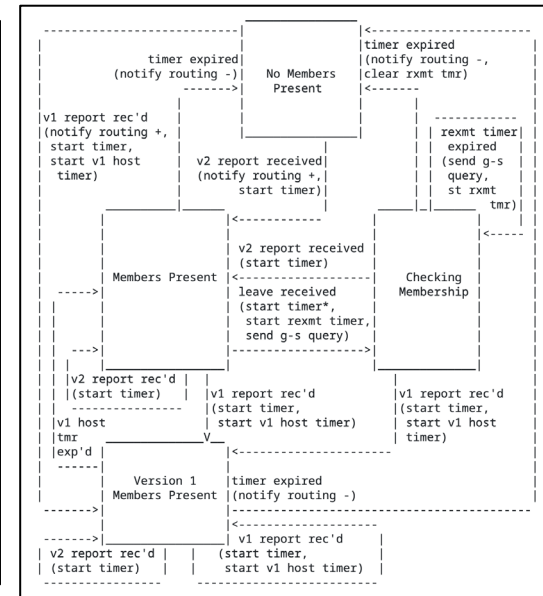 timer expired
timer expired (notify routing -,
(notify routing -) No Members clear rxmt tmr)
Present
v1 report rec'd
(notify routing +, rexmt timer
start timer, expired
start v1 host v2 report received (send g-s
timer) (notify routing +, query,
start timer) st rxmt
tmr)
v2 report received
(start timer)
Members Present Checking
leave received Membership
(start timer*,
start rexmt timer,
send g-s query)
v2 report rec'd v1 report rec'd v1 report rec'd
(start timer) (start timer, (start timer,
v1 host start v1 host timer) start v1 host
tmr V timer)
exp'd
Version 1 timer expired
Members Present (notify routing -)
v1 report rec'd
v2 report rec'd (start timer,
(start timer) start v1 host timer)